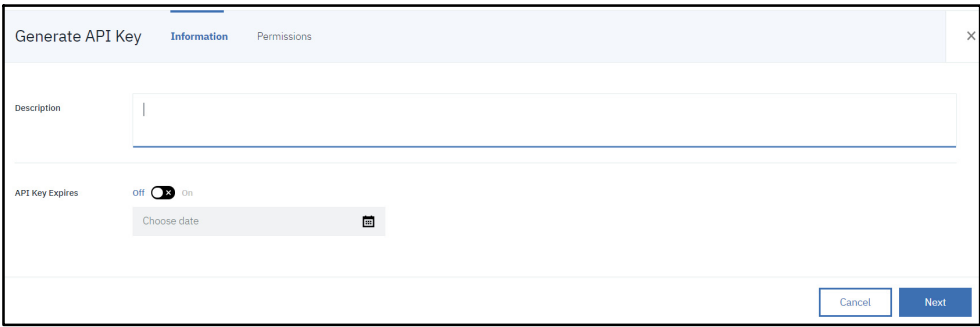 Generate API Key
Information
Permissions
Description
API Key Expires
Off
On
Choose date
Cancel
Next